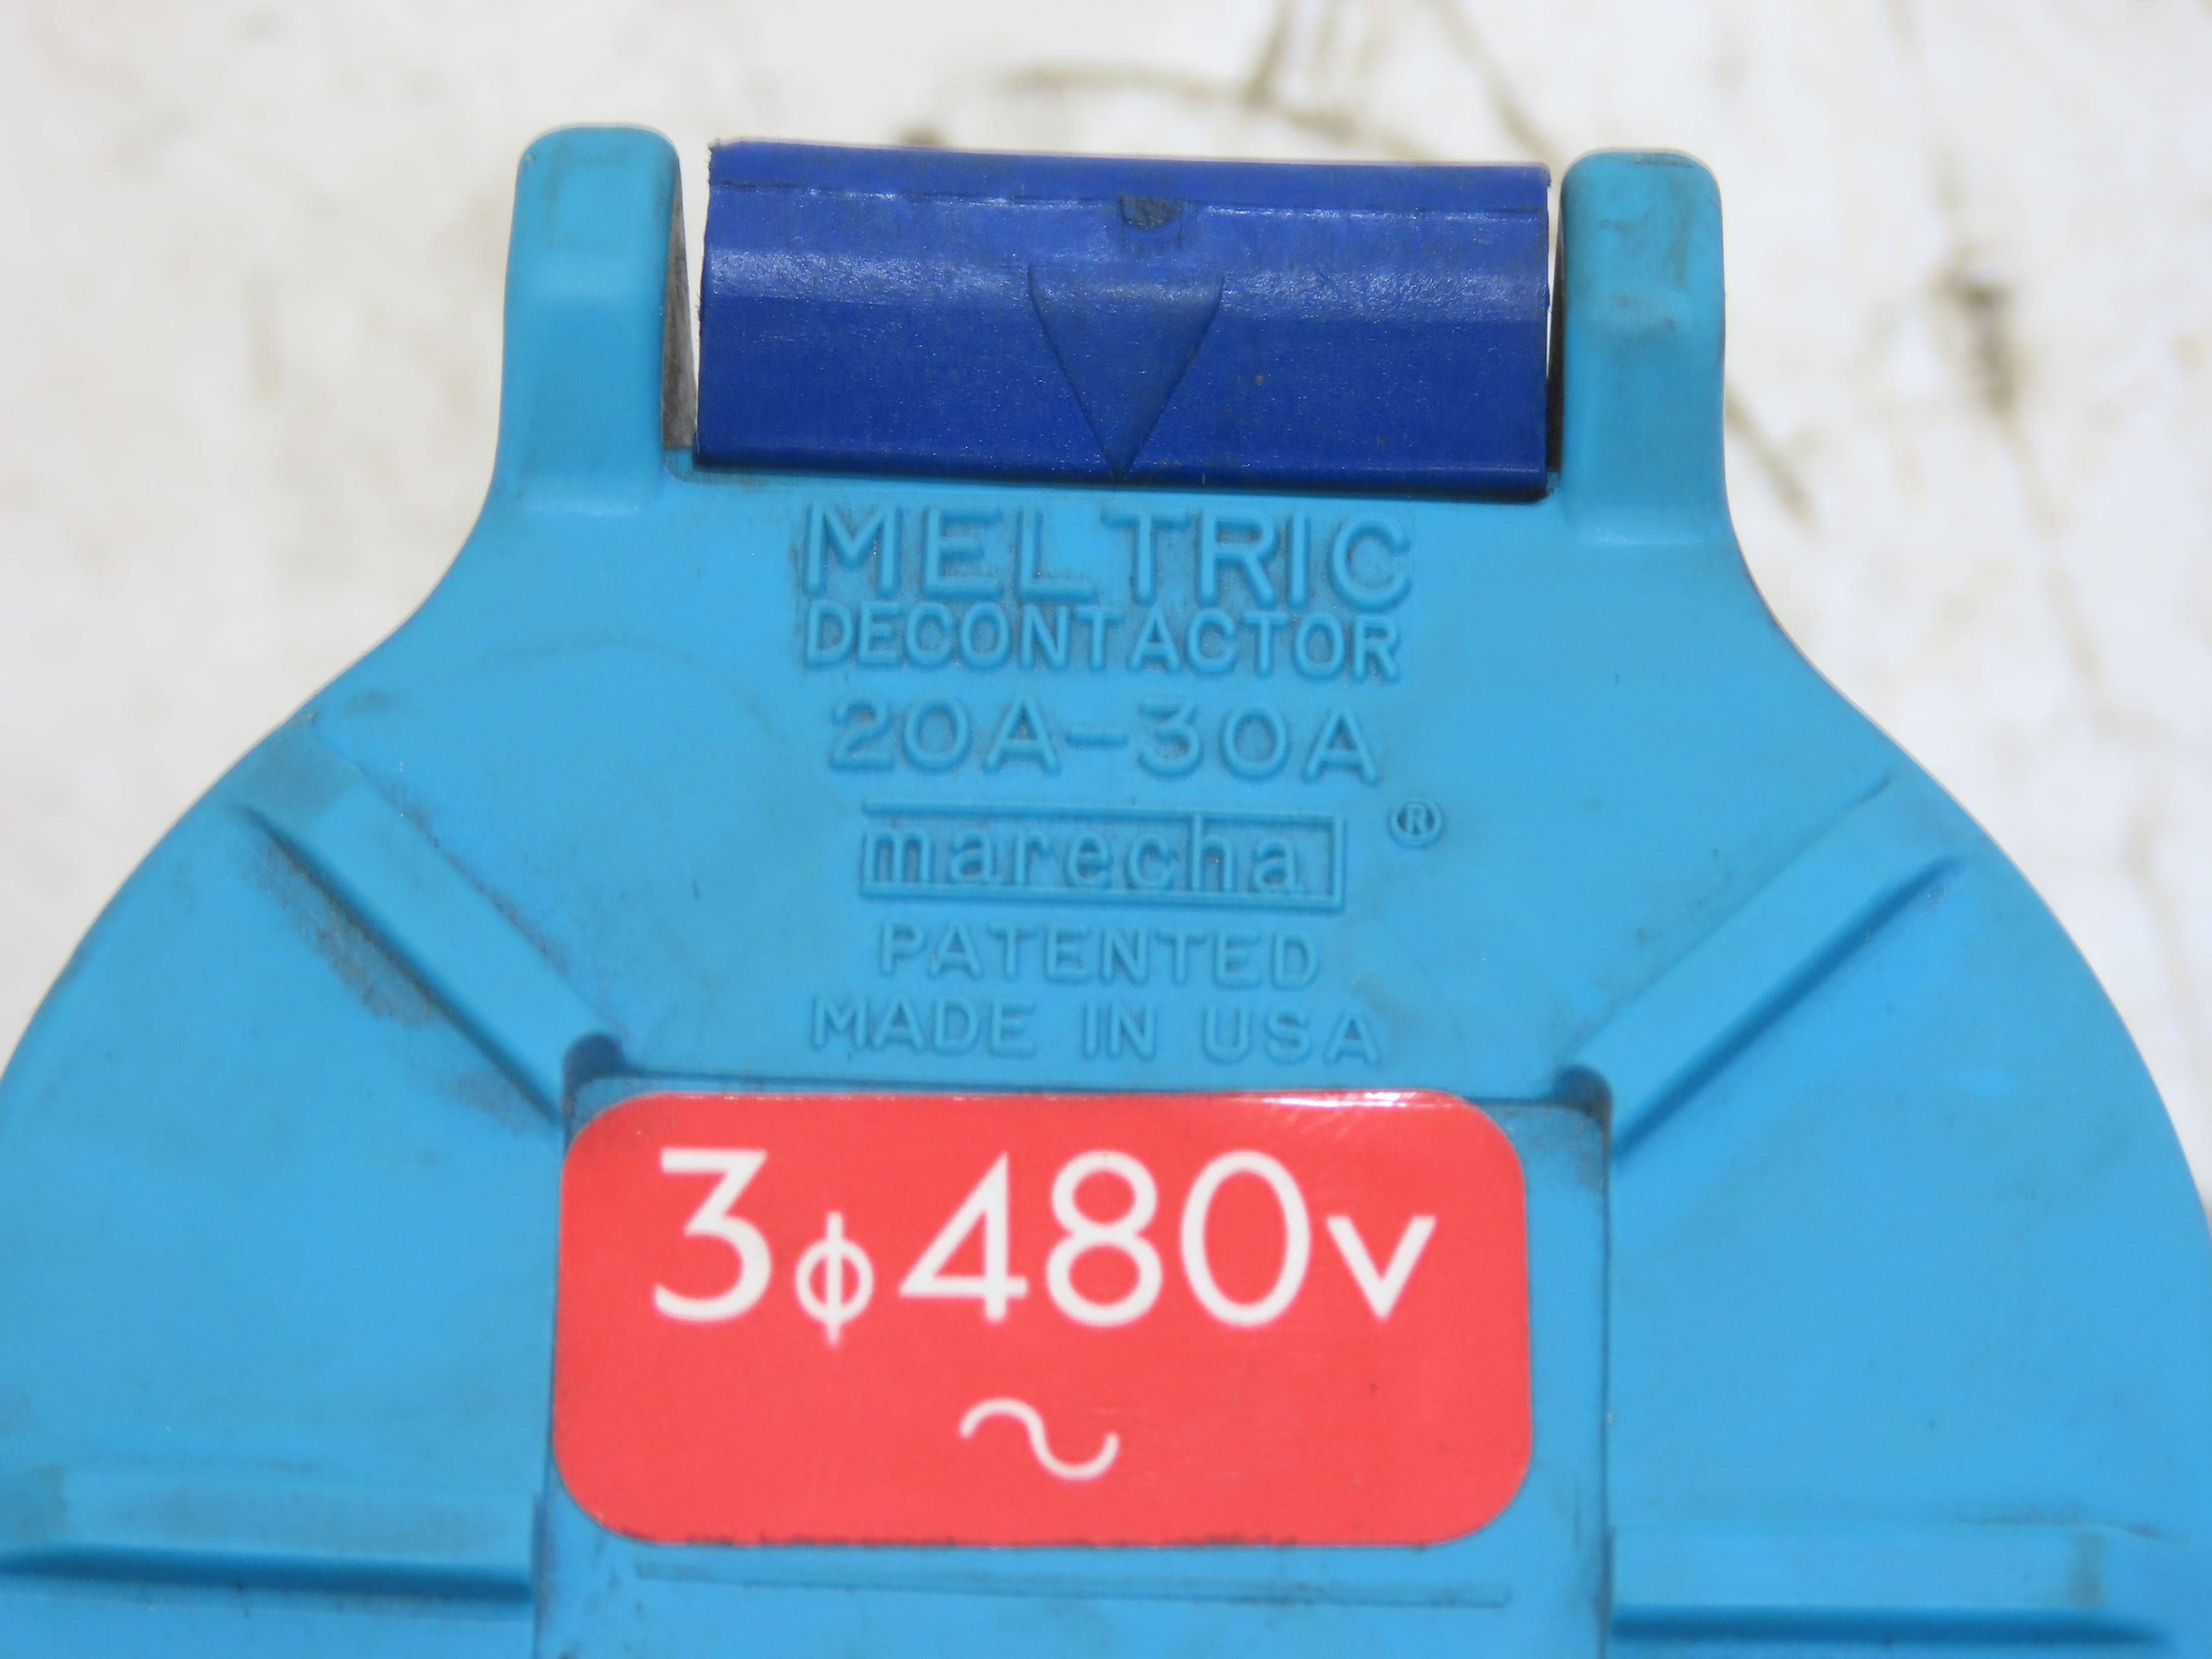 MELTRIC
DECONTACTOR
20A-30A
marechal ®
PATENTED
MADE IN USA
3ϕ480v
~